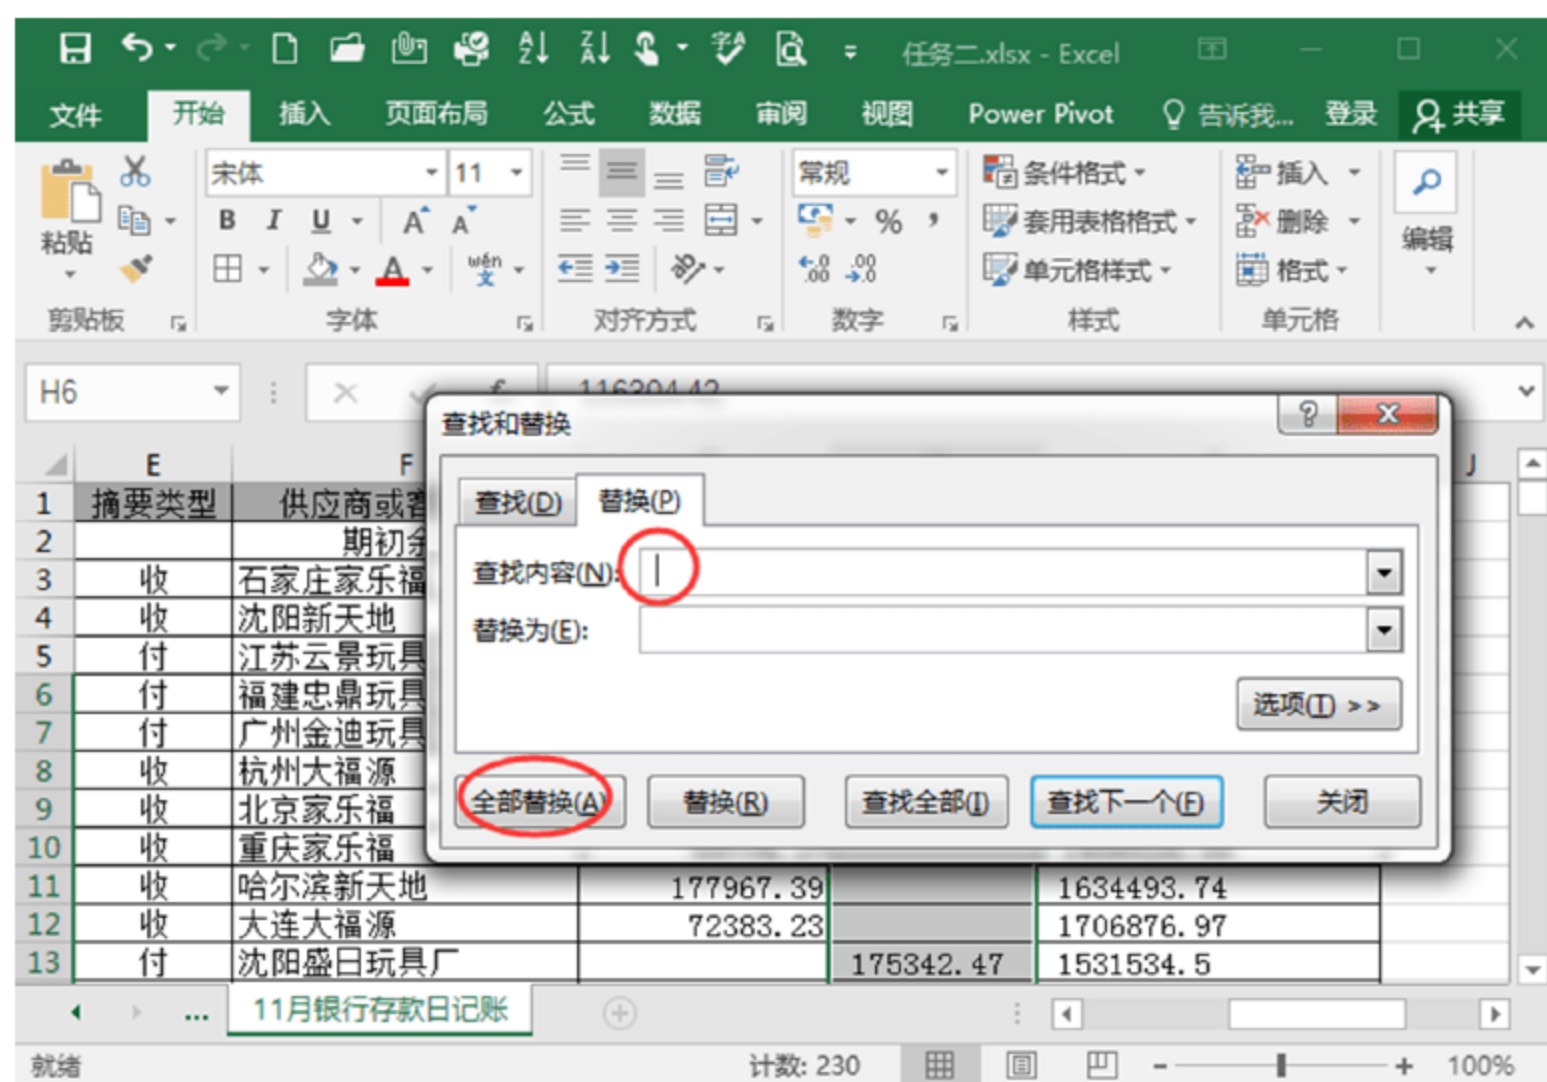 任务二.xlsx - Excel
文件 开始 插入 页面布局 公式 数据 审阅 视图 Power Pivot 告诉我... 登录 共享
宋体 11 常规 条件格式 插入
粘贴 B I U A A % , 套用表格格式 删除 编辑
A wén 文 .0 .00 .00 .0 单元格样式 格式
剪贴板 字体 对齐方式 数字 样式 单元格
H6 116304.42
查找和替换
E F J
1 摘要类型 供应商或客
2 期初余
3 收 石家庄家乐福
4 收 沈阳新天地
5 付 江苏云景玩具
6 付 福建忠鼎玩具
7 付 广州金迪玩具
8 收 杭州大福源
9 收 北京家乐福
10 收 重庆家乐福
查找(D) 替换(P)
查找内容(N):
替换为(E):
选项(T) >>
全部替换(A) 替换(R) 查找全部(I) 查找下一个(F) 关闭
11 收 哈尔滨新天地 177967.39 1634493.74
12 收 大连大福源 72383.23 1706876.97
13 付 沈阳盛日玩具厂 175342.47 1531534.5
... 11月银行存款日记账
就绪 计数: 230 100%